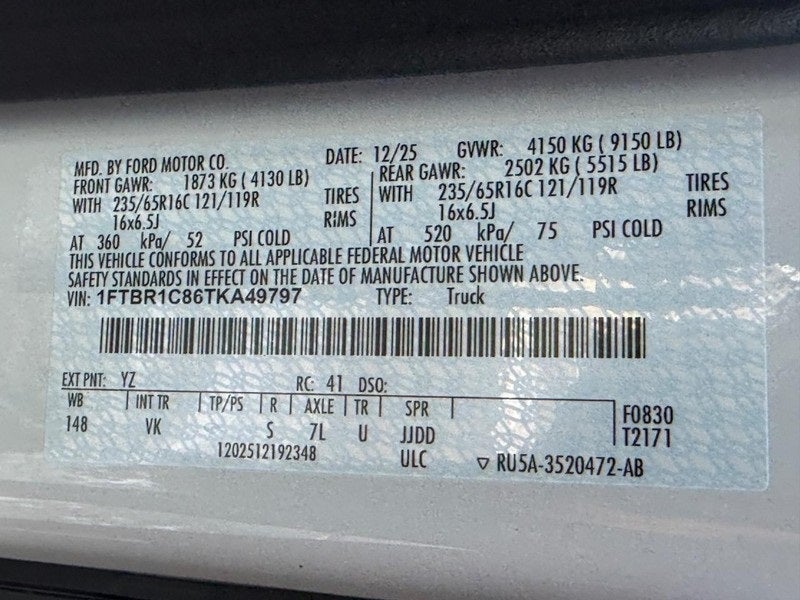 MFD. BY FORD MOTOR CO. DATE: 12/25 GVWR: 4150 KG ( 9150 LB)
FRONT GAWR: 1873 KG ( 4130 LB) REAR GAWR: 2502 KG ( 5515 LB)
WITH 235/65R16C 121/119R TIRES WITH 235/65R16C 121/119R TIRES
16x6.5J RIMS 16x6.5J RIMS
AT 360 kPa/ 52 PSI COLD AT 520 kPa/ 75 PSI COLD
THIS VEHICLE CONFORMS TO ALL APPLICABLE FEDERAL MOTOR VEHICLE
SAFETY STANDARDS IN EFFECT ON THE DATE OF MANUFACTURE SHOWN ABOVE.
VIN: 1FTBR1C86TKA49797 TYPE: Truck
EXT PNT: YZ RC: 41 DSO:
WB INT TR TP/PS R AXLE TR SPR F0830
148 VK S 7L U JJDD T2171
1202512192348 ULC ▽ RU5A-3520472-AB